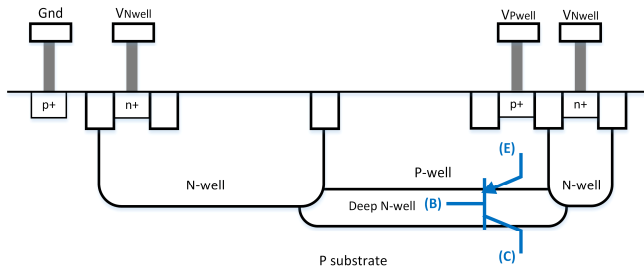 Gnd
VNwell
VPwell
VNwell
p+
n+
p+
n+
(E)
P-well
N-well
N-well
Deep N-well
(B)
(C)
P substrate